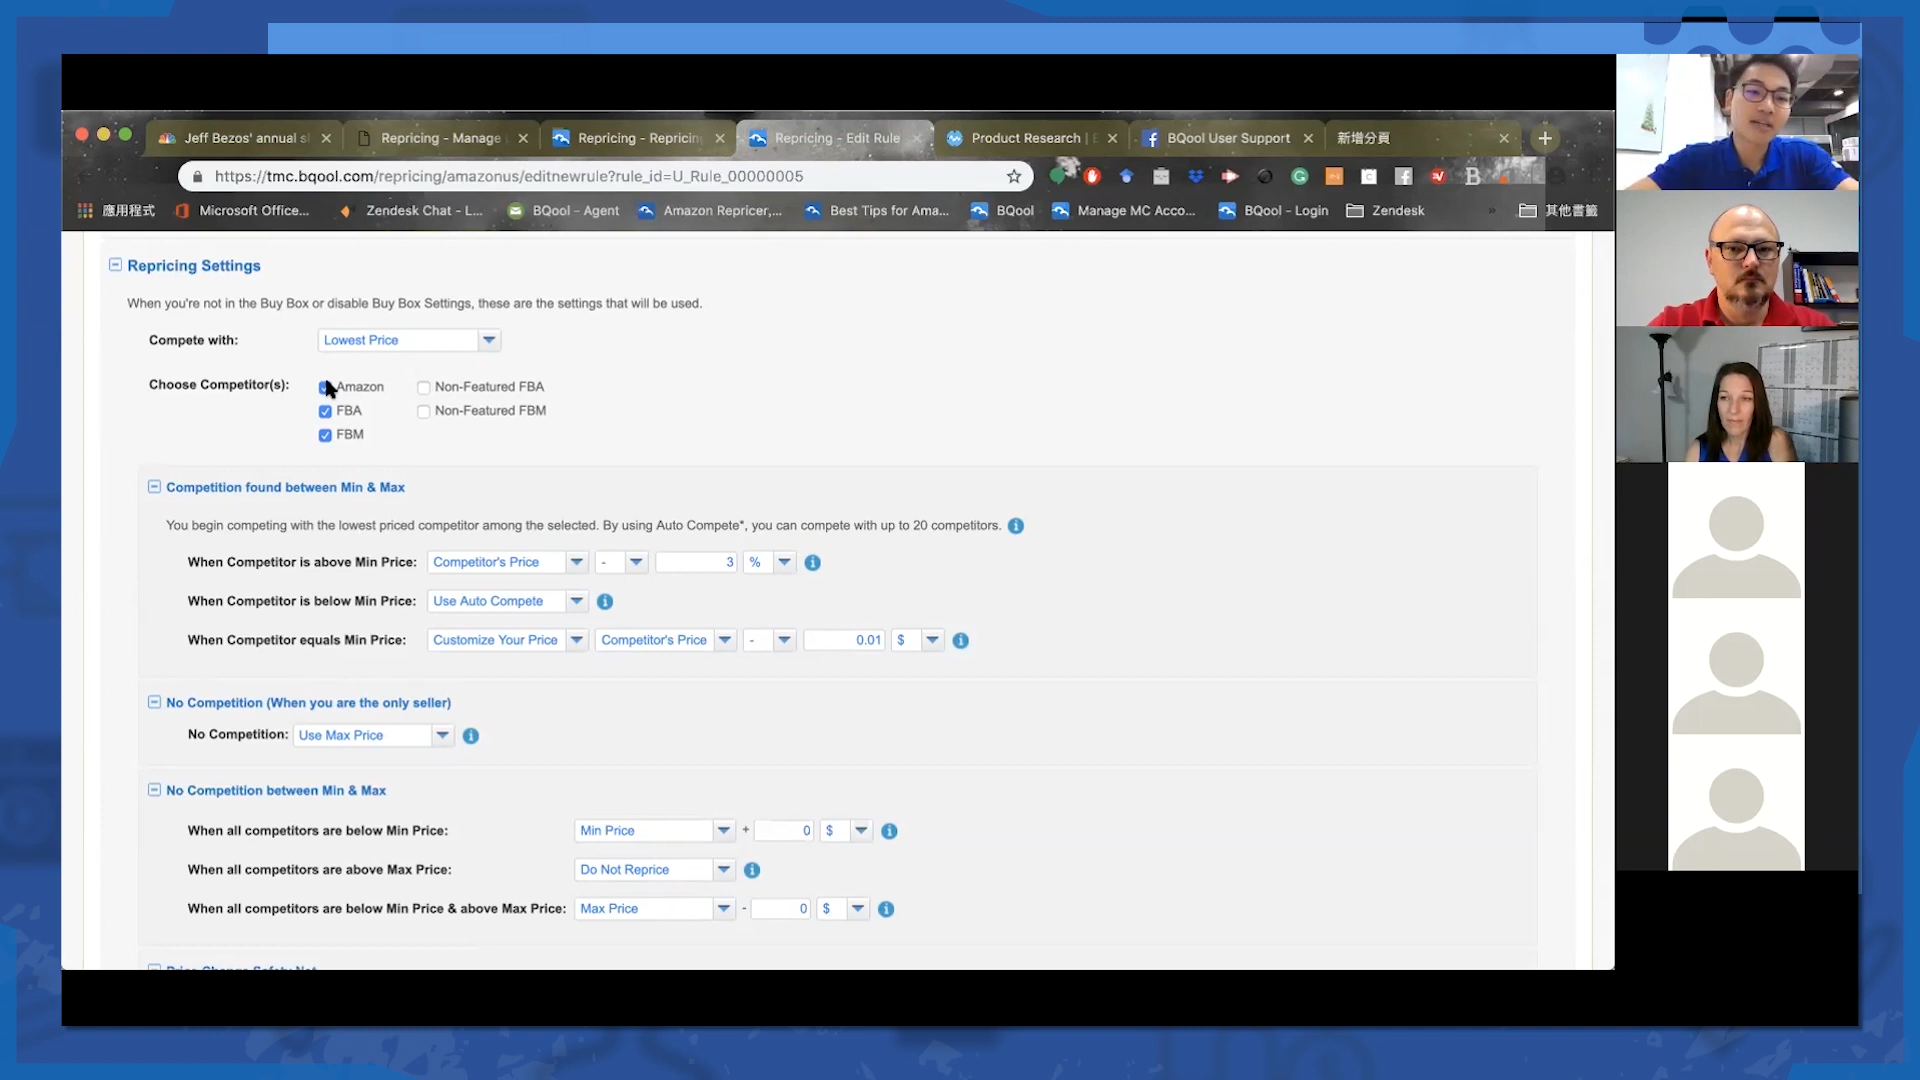 Jeff Bezos' annual s
Repricing - Manage
Repricing - Repricing
Repricing - Edit Rule
Product Research |
BQool User Support
新增分頁
https://tmc.bqool.com/repricing/amazonus/editnewrule?rule_id=U_Rule_00000005
應用程式
Microsoft Office...
Zendesk Chat - L...
BQool - Agent
Amazon Repricer,...
Best Tips for Ama...
BQool
Manage MC Acco...
BQool - Login
Zendesk
»
其他書籤
Repricing Settings
When you're not in the Buy Box or disable Buy Box Settings, these are the settings that will be used.
Compete with: Lowest Price
Choose Competitor(s): Amazon Non-Featured FBA
FBA Non-Featured FBM
FBM
Competition found between Min & Max
You begin competing with the lowest priced competitor among the selected. By using Auto Compete*, you can compete with up to 20 competitors.
When Competitor is above Min Price: Competitor's Price - 3 %
When Competitor is below Min Price: Use Auto Compete
When Competitor equals Min Price: Customize Your Price Competitor's Price - 0.01 $
No Competition (When you are the only seller)
No Competition: Use Max Price
No Competition between Min & Max
When all competitors are below Min Price: Min Price + 0 $
When all competitors are above Max Price: Do Not Reprice
When all competitors are below Min Price & above Max Price: Max Price - 0 $
Price Change Safety Net